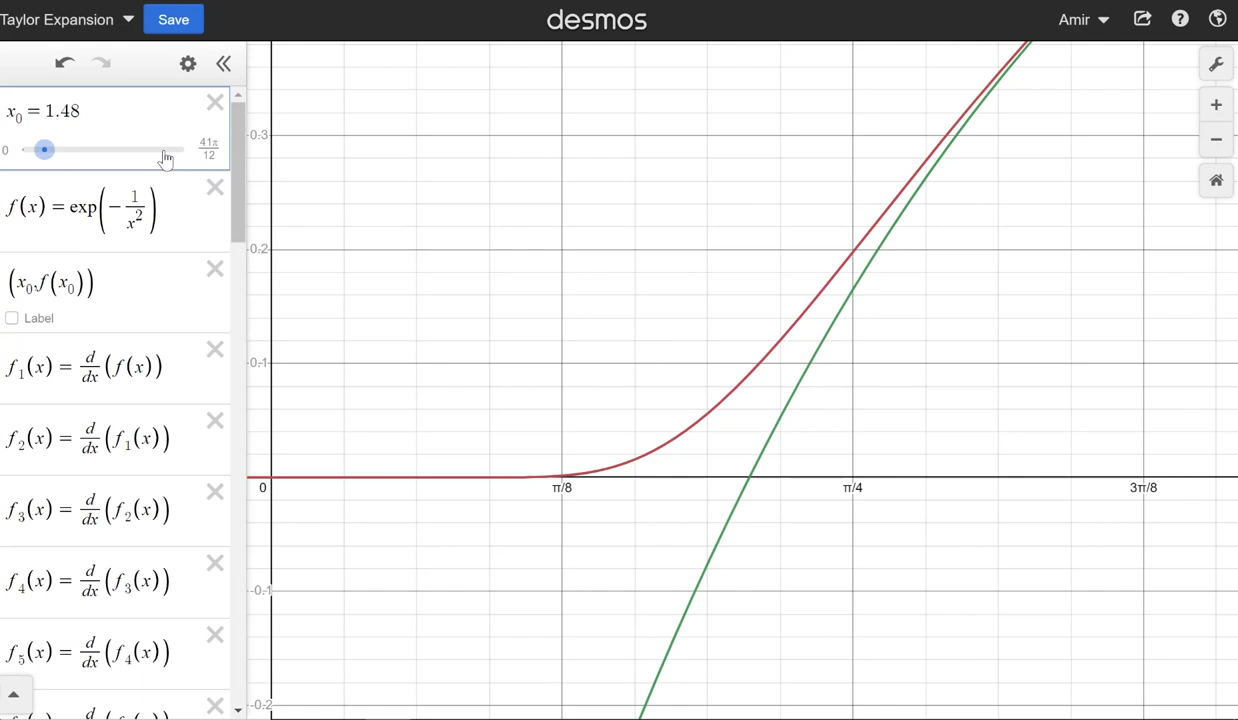 Taylor Expansion Save desmos Amir
x₀ = 1.48
0 41π/12
f(x) = exp(−1/x²)
(x₀, f(x₀))
Label
f₁(x) = d/dx (f(x))
f₂(x) = d/dx (f₁(x))
f₃(x) = d/dx (f₂(x))
f₄(x) = d/dx (f₃(x))
f₅(x) = d/dx (f₄(x))
0.3
0.2
0.1
0 π/8 π/4 3π/8
-0.1
-0.2